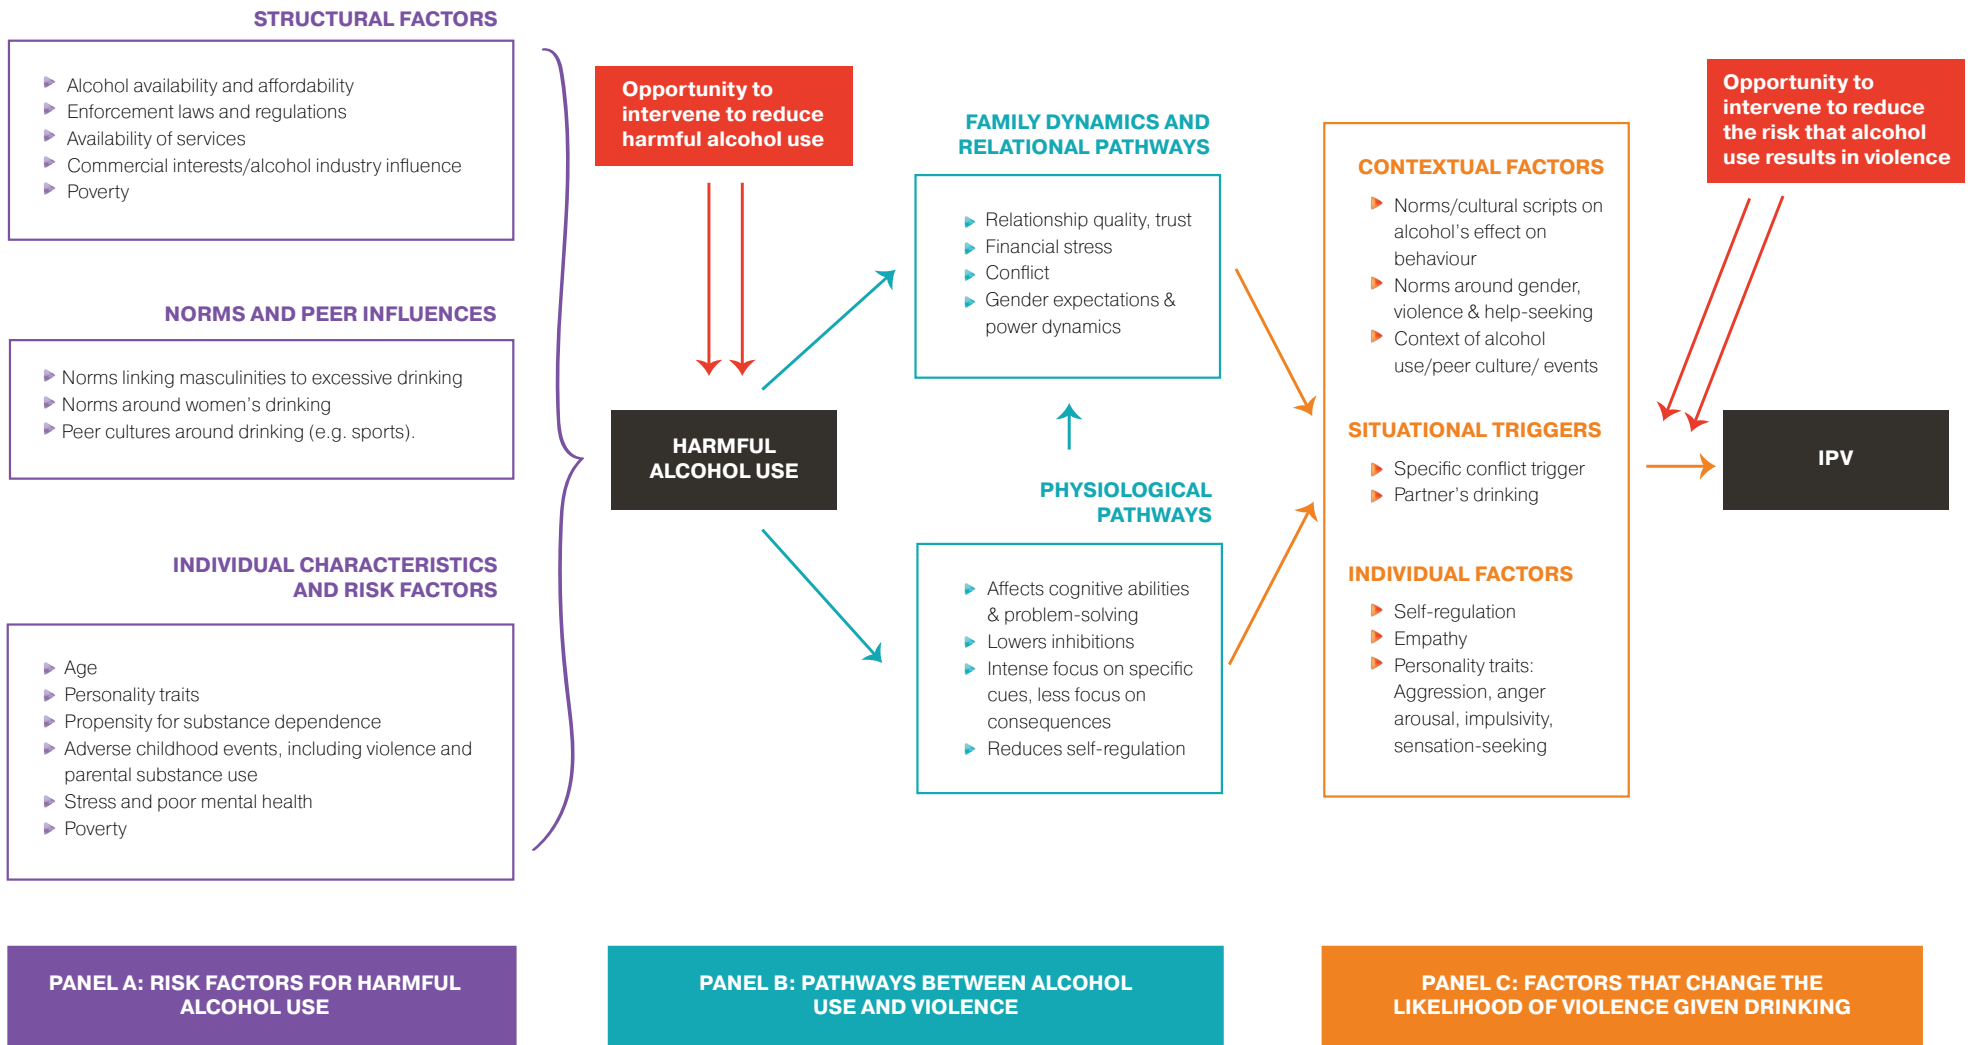 STRUCTURAL FACTORS
Alcohol availability and affordability
Enforcement laws and regulations
Availability of services
Commercial interests/alcohol industry influence
Poverty
NORMS AND PEER INFLUENCES
Norms linking masculinities to excessive drinking
Norms around women's drinking
Peer cultures around drinking (e.g. sports).
INDIVIDUAL CHARACTERISTICS
AND RISK FACTORS
Age
Personality traits
Propensity for substance dependence
Adverse childhood events, including violence and
parental substance use
Stress and poor mental health
Poverty
Opportunity to
intervene to reduce
harmful alcohol use
HARMFUL
ALCOHOL USE
FAMILY DYNAMICS AND
RELATIONAL PATHWAYS
Relationship quality, trust
Financial stress
Conflict
Gender expectations &
power dynamics
PHYSIOLOGICAL
PATHWAYS
Affects cognitive abilities
& problem-solving
Lowers inhibitions
Intense focus on specific
cues, less focus on
consequences
Reduces self-regulation
CONTEXTUAL FACTORS
Norms/cultural scripts on
alcohol's effect on
behaviour
Norms around gender,
violence & help-seeking
Context of alcohol
use/peer culture/ events
SITUATIONAL TRIGGERS
Specific conflict trigger
Partner's drinking
INDIVIDUAL FACTORS
Self-regulation
Empathy
Personality traits:
Aggression, anger
arousal, impulsivity,
sensation-seeking
Opportunity to
intervene to reduce
the risk that alcohol
use results in violence
IPV
PANEL A: RISK FACTORS FOR HARMFUL
ALCOHOL USE
PANEL B: PATHWAYS BETWEEN ALCOHOL
USE AND VIOLENCE
PANEL C: FACTORS THAT CHANGE THE
LIKELIHOOD OF VIOLENCE GIVEN DRINKING